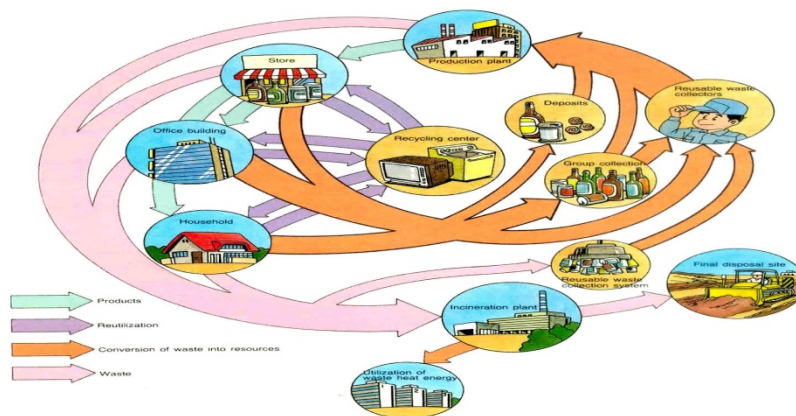 Production plant
Store
Reusable waste
collectors
Deposits
Office building
Recycling center
Group collection
Household
Final disposal site
Reusable waste
collection system
Products
Incineration plant
Reutilization
Conversion of waste into resources
Utilization of
waste heat energy
Waste